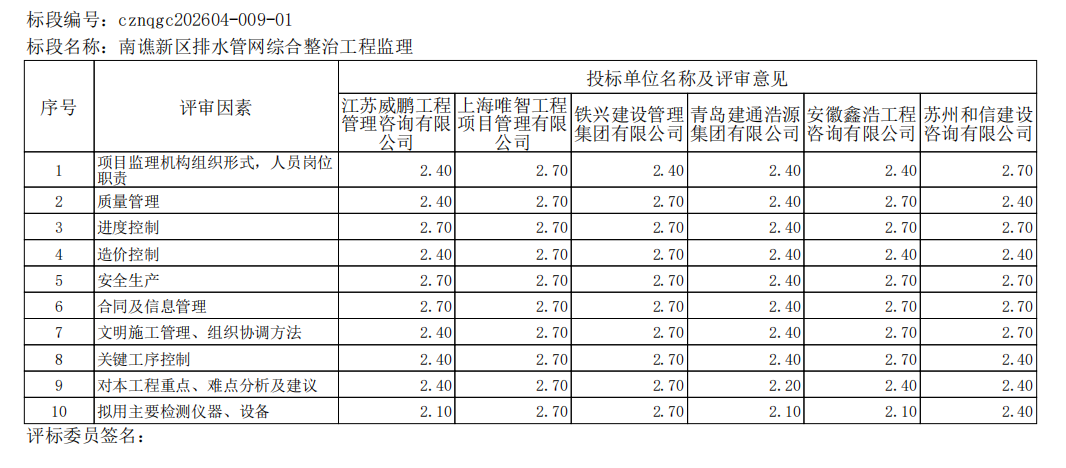 标段编号：cznqgc202604-009-01
标段名称：南谯新区排水管网综合整治工程监理
序号 评审因素 投标单位名称及评审意见
江苏威鹏工程管理咨询有限公司 上海唯智工程项目管理有限公司 铁兴建设管理集团有限公司 青岛建通浩源集团有限公司 安徽鑫浩工程咨询有限公司 苏州和信建设咨询有限公司
1 项目监理机构组织形式，人员岗位职责 2.40 2.70 2.40 2.40 2.40 2.70
2 质量管理 2.40 2.70 2.70 2.40 2.70 2.40
3 进度控制 2.70 2.70 2.70 2.40 2.70 2.70
4 造价控制 2.40 2.70 2.70 2.40 2.40 2.40
5 安全生产 2.70 2.70 2.70 2.40 2.70 2.70
6 合同及信息管理 2.70 2.70 2.70 2.40 2.70 2.70
7 文明施工管理、组织协调方法 2.40 2.70 2.70 2.40 2.70 2.70
8 关键工序控制 2.40 2.70 2.70 2.40 2.70 2.40
9 对本工程重点、难点分析及建议 2.40 2.70 2.70 2.20 2.40 2.40
10 拟用主要检测仪器、设备 2.10 2.70 2.70 2.10 2.10 2.40
评标委员签名：